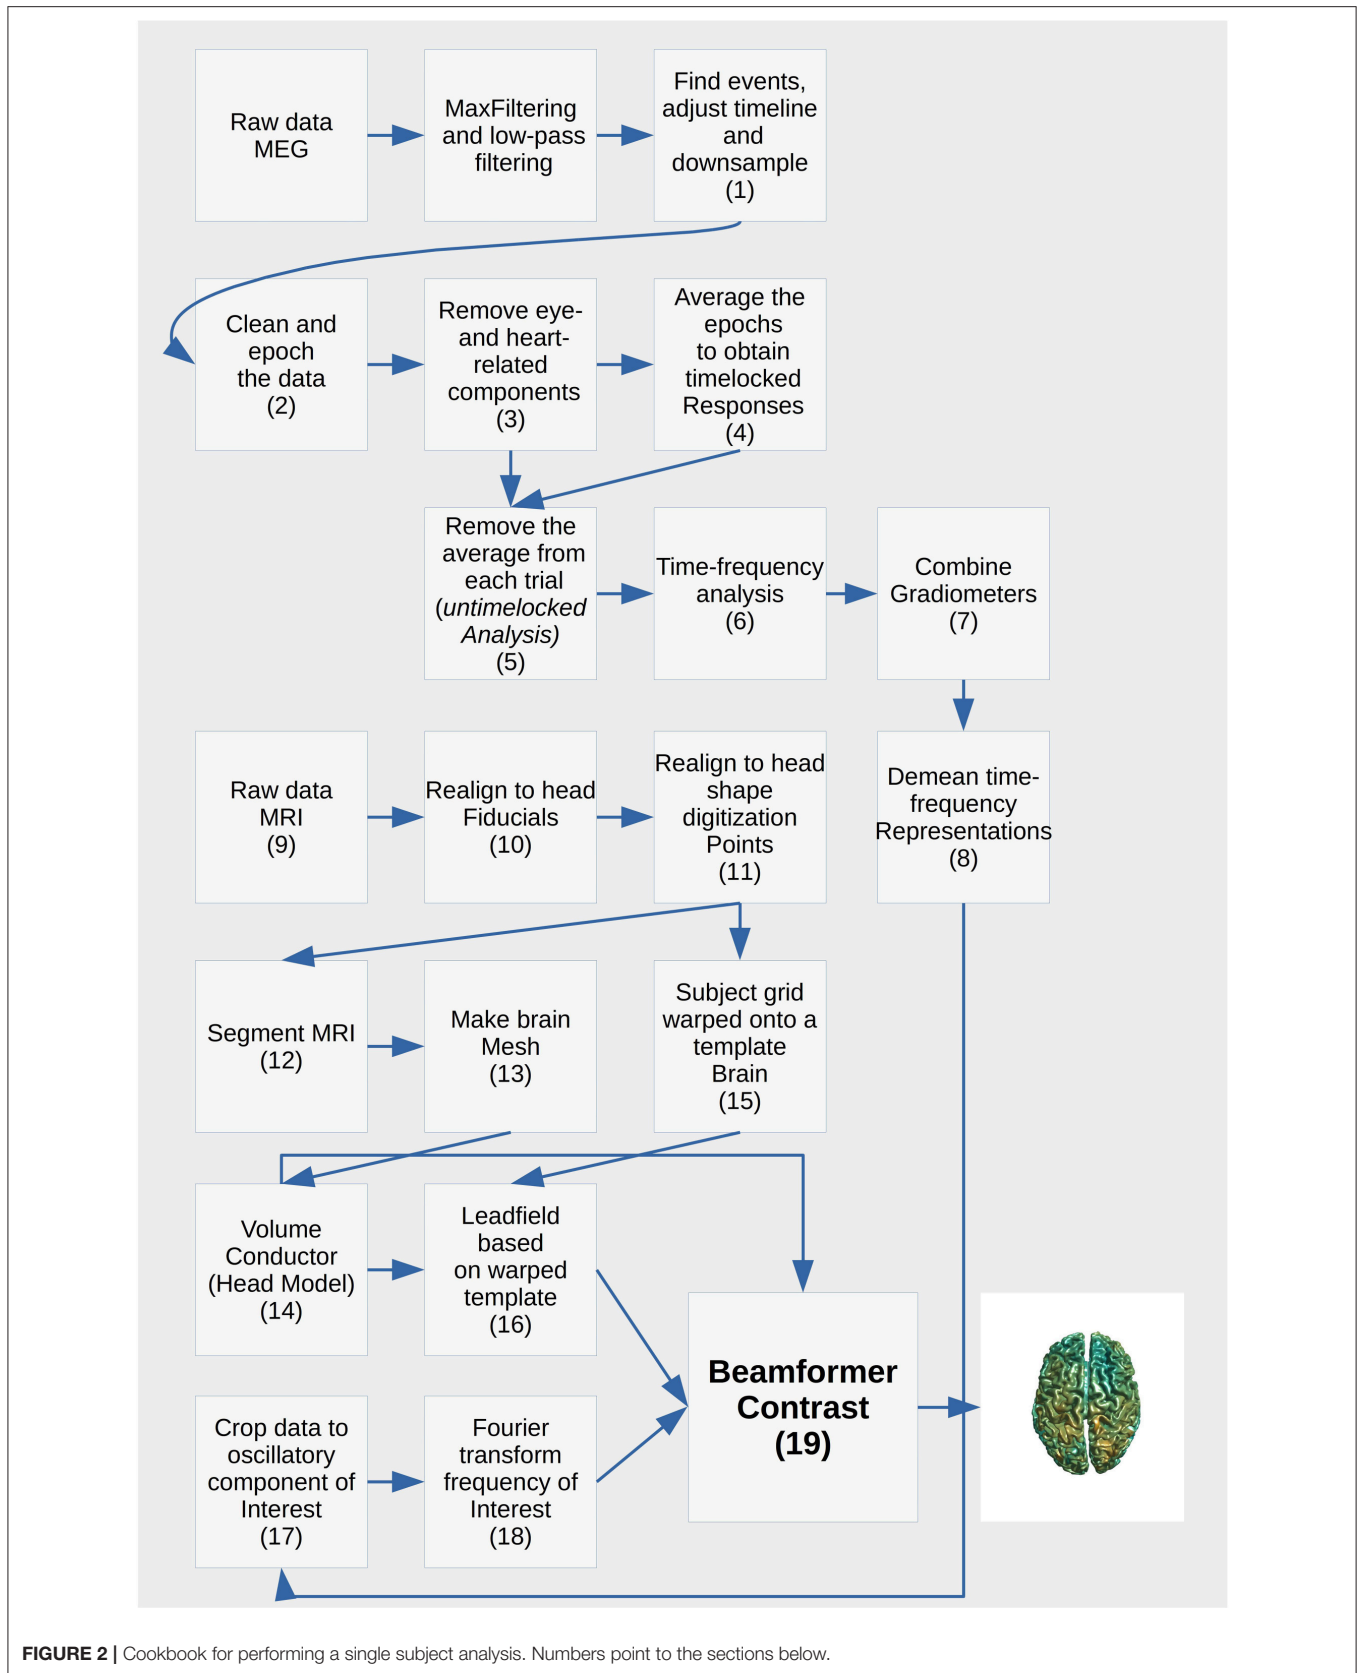 Raw data
MEG
MaxFiltering
and low-pass
filtering
Find events,
adjust timeline
and
downsample
(1)
Clean and
epoch
the data
(2)
Remove eye-
and heart-
related
components
(3)
Average the
epochs
to obtain
timelocked
Responses
(4)
Remove the
average from
each trial
(untimelocked
Analysis)
(5)
Time-frequency
analysis
(6)
Combine
Gradiometers
(7)
Raw data
MRI
(9)
Realign to head
Fiducials
(10)
Realign to head
shape
digitization
Points
(11)
Demean time-
frequency
Representations
(8)
Segment MRI
(12)
Make brain
Mesh
(13)
Subject grid
warped onto a
template
Brain
(15)
Volume
Conductor
(Head Model)
(14)
Leadfield
based
on warped
template
(16)
Beamformer
Contrast
(19)
Crop data to
oscillatory
component of
Interest
(17)
Fourier
transform
frequency of
Interest
(18)
FIGURE 2 | Cookbook for performing a single subject analysis. Numbers point to the sections below.